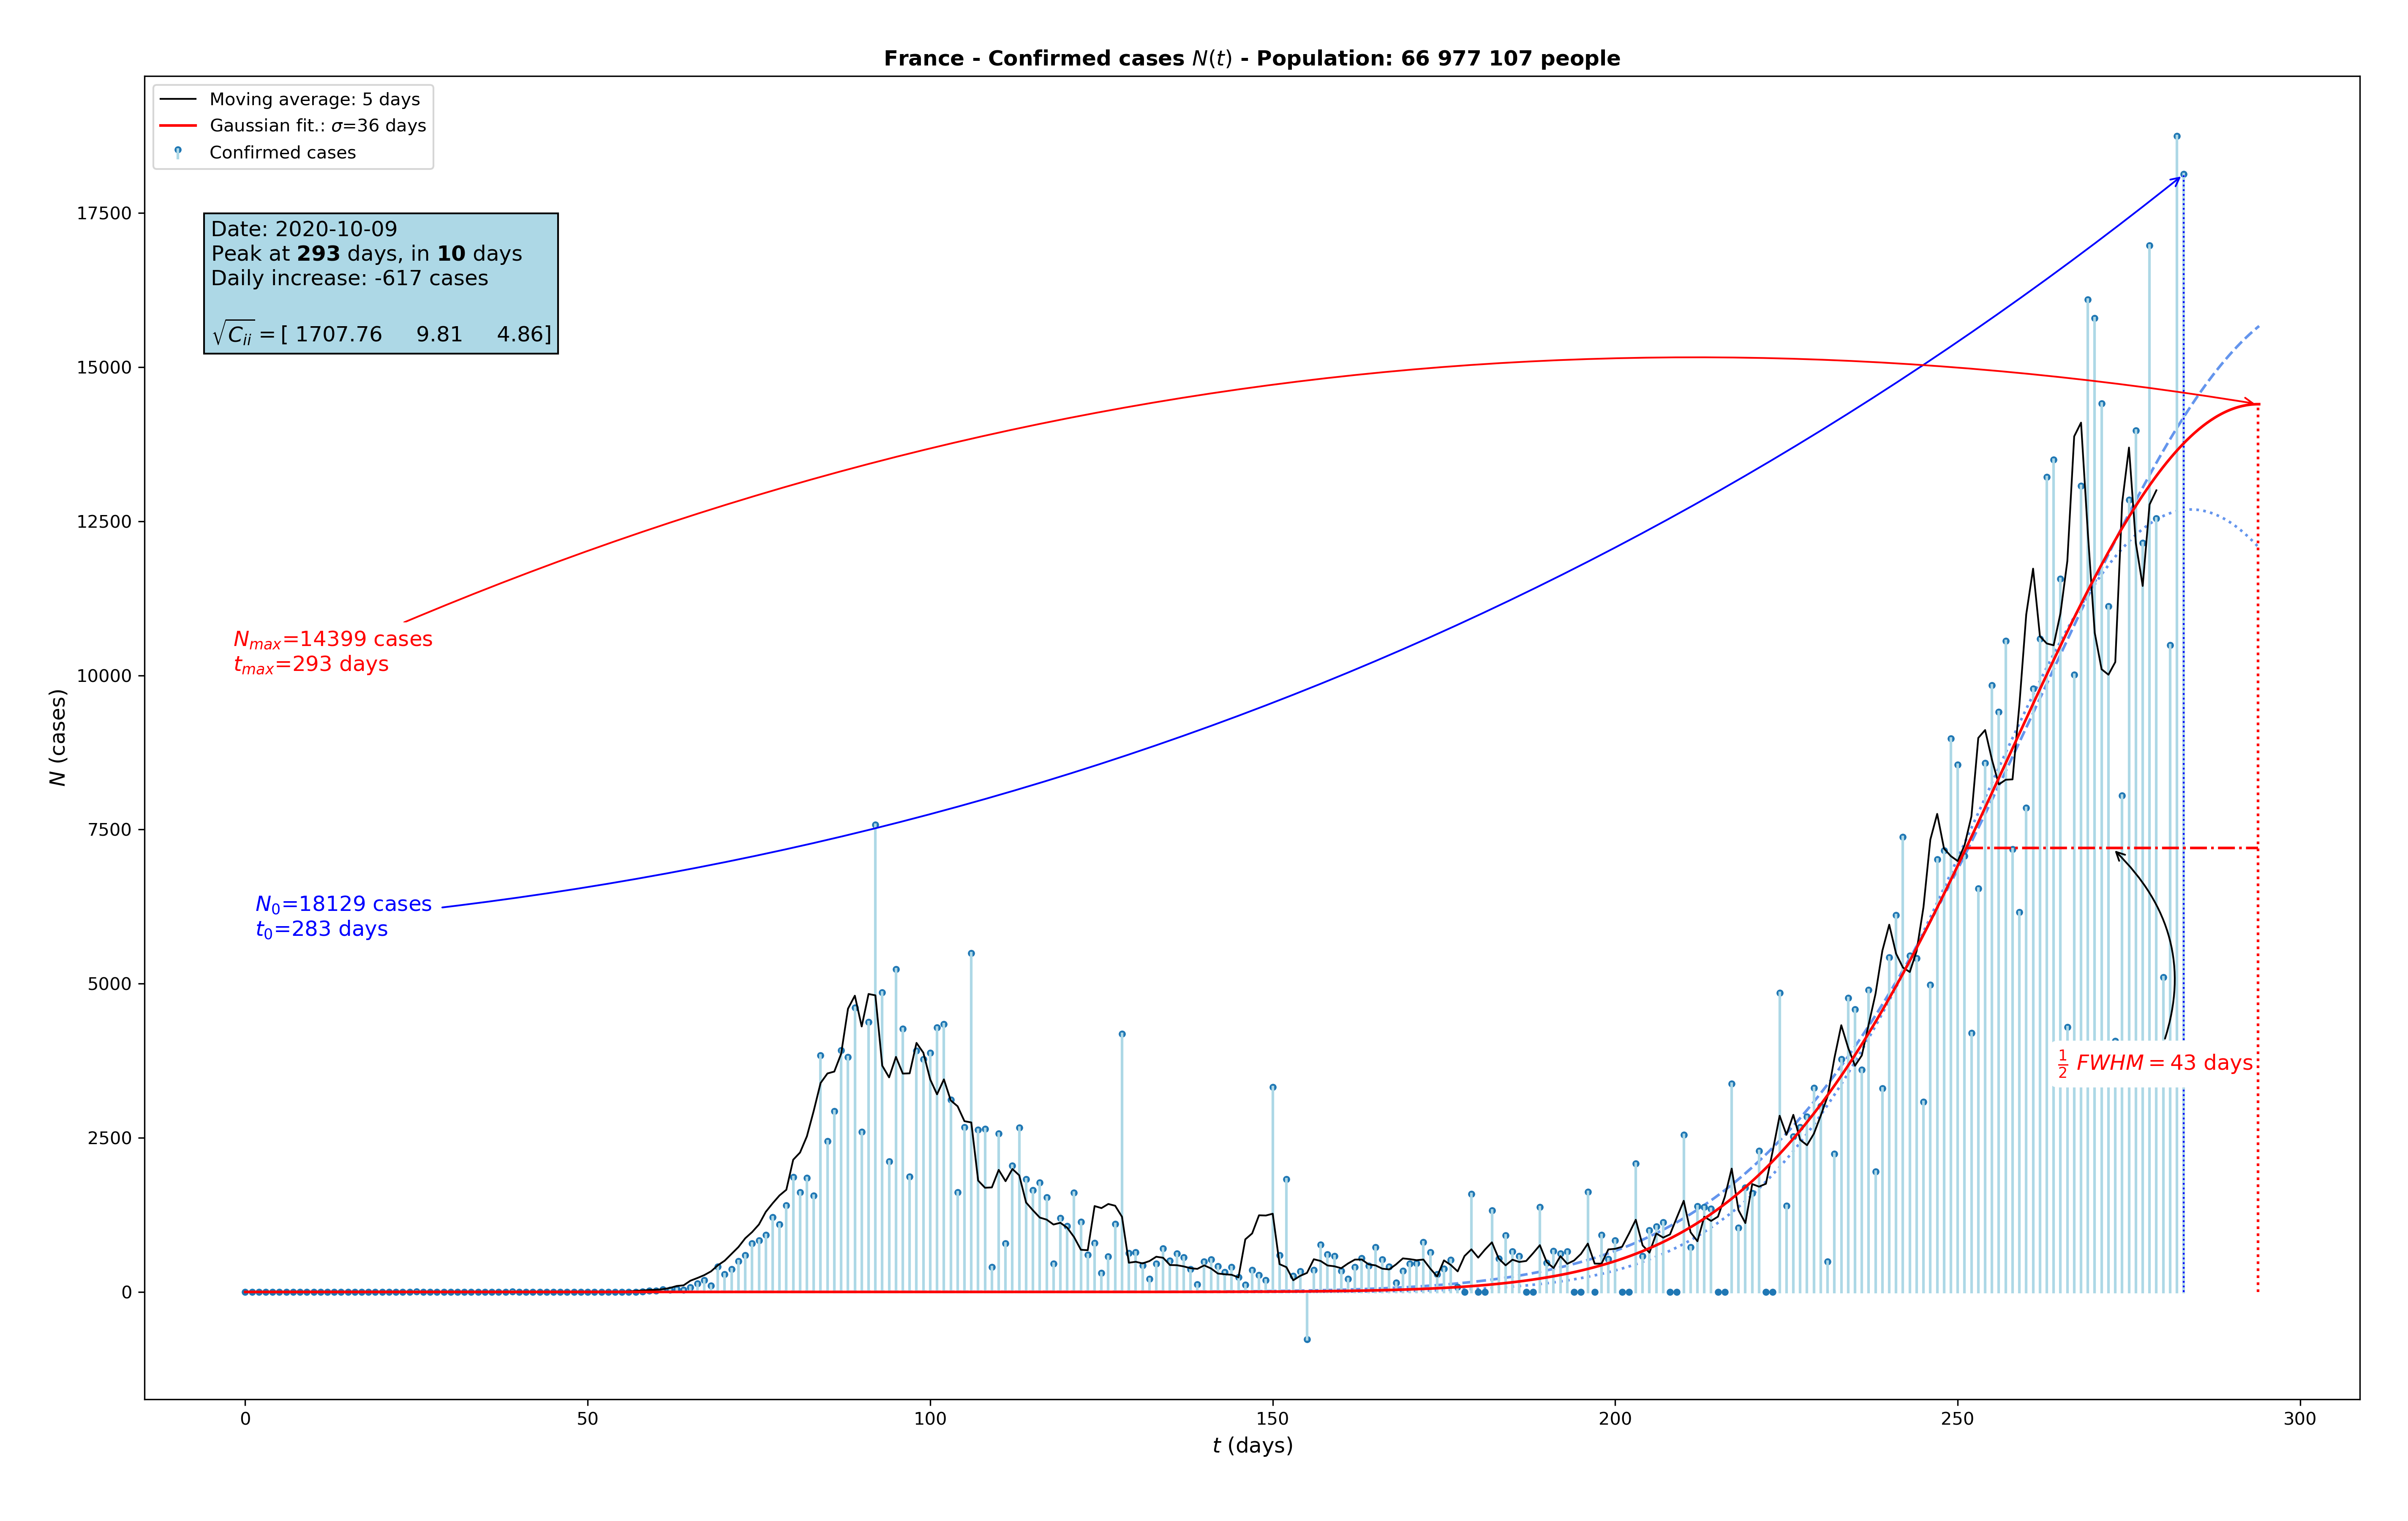 France - Confirmed cases N(t) - Population: 66 977 107 people
Moving average: 5 days
Gaussian fit.: σ=36 days
Confirmed cases
Date: 2020-10-09
Peak at 293 days, in 10 days
Daily increase: -617 cases
√C_ii = [ 1707.76 9.81 4.86]
N_max=14399 cases
t_max=293 days
N_0=18129 cases
t_0=283 days
1/2 FWHM = 43 days
17500
15000
12500
10000
7500
5000
2500
0
N (cases)
0 50 100 150 200 250 300
t (days)